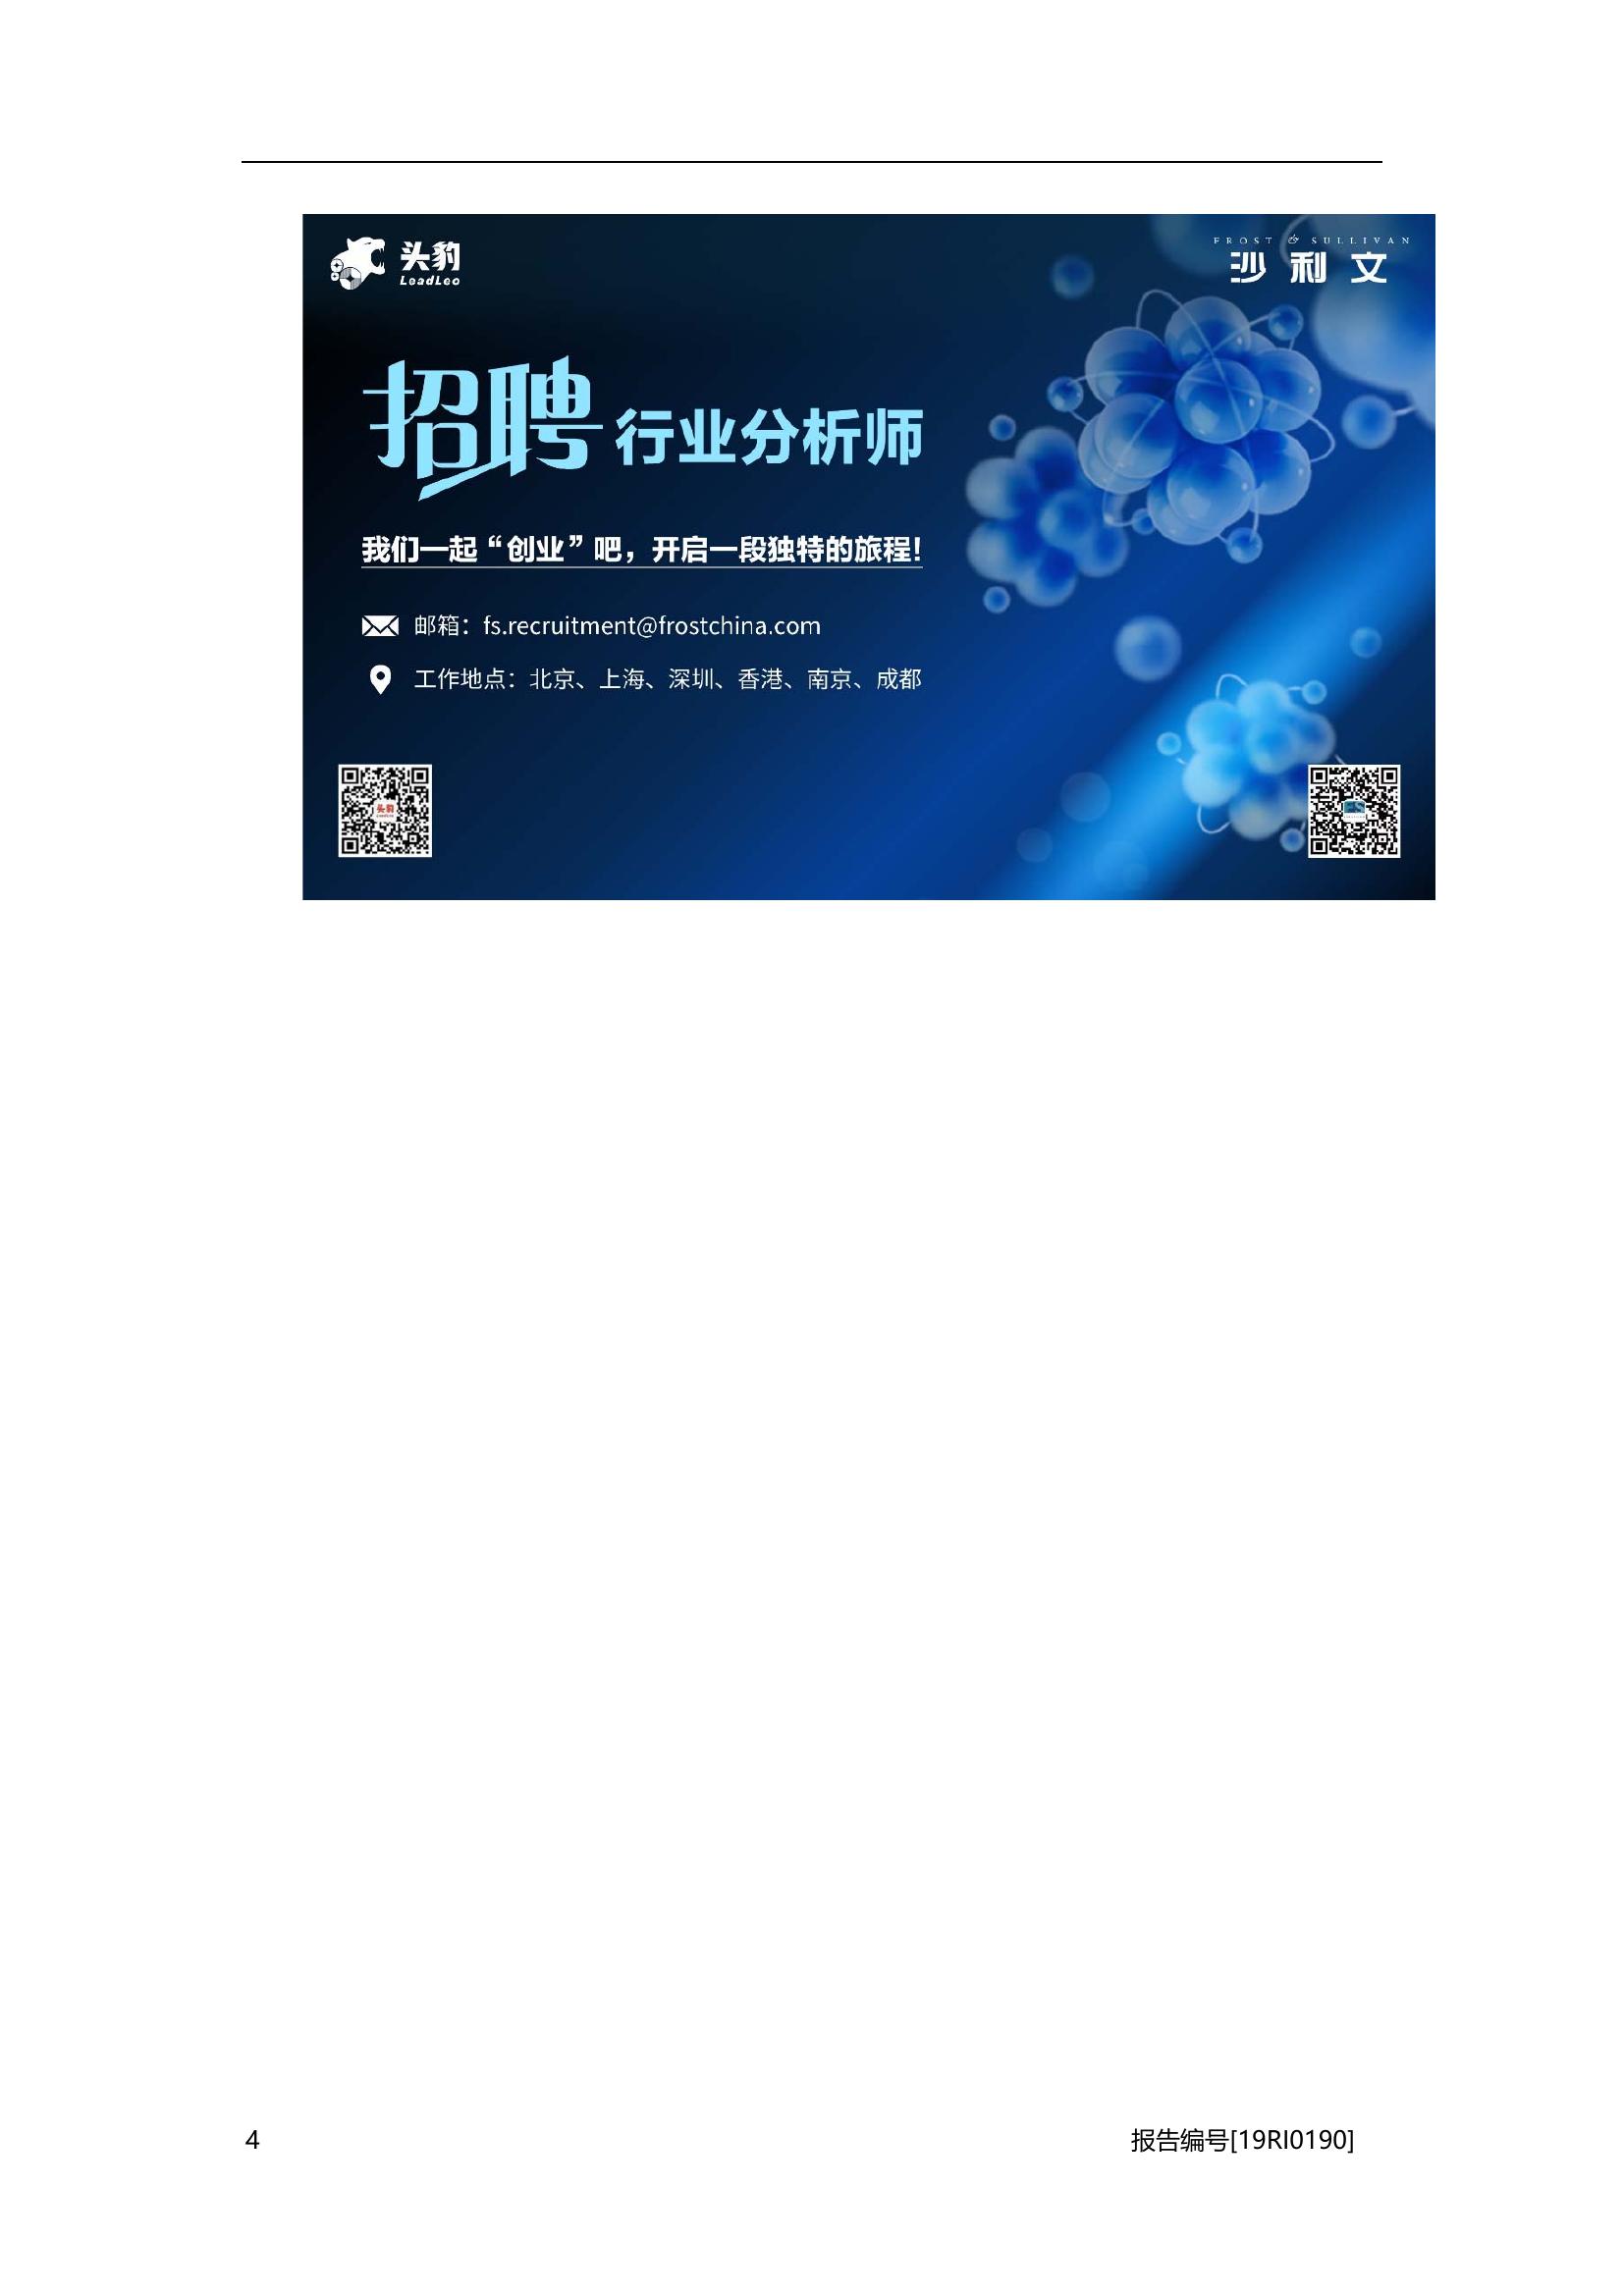 头豹
LeadLeo
FROST & SULLIVAN
沙利文
招聘 行业分析师
我们一起“创业”吧，开启一段独特的旅程！
邮箱：fs.recruitment@frostchina.com
工作地点：北京、上海、深圳、香港、南京、成都
头豹
4
报告编号[19RI0190]